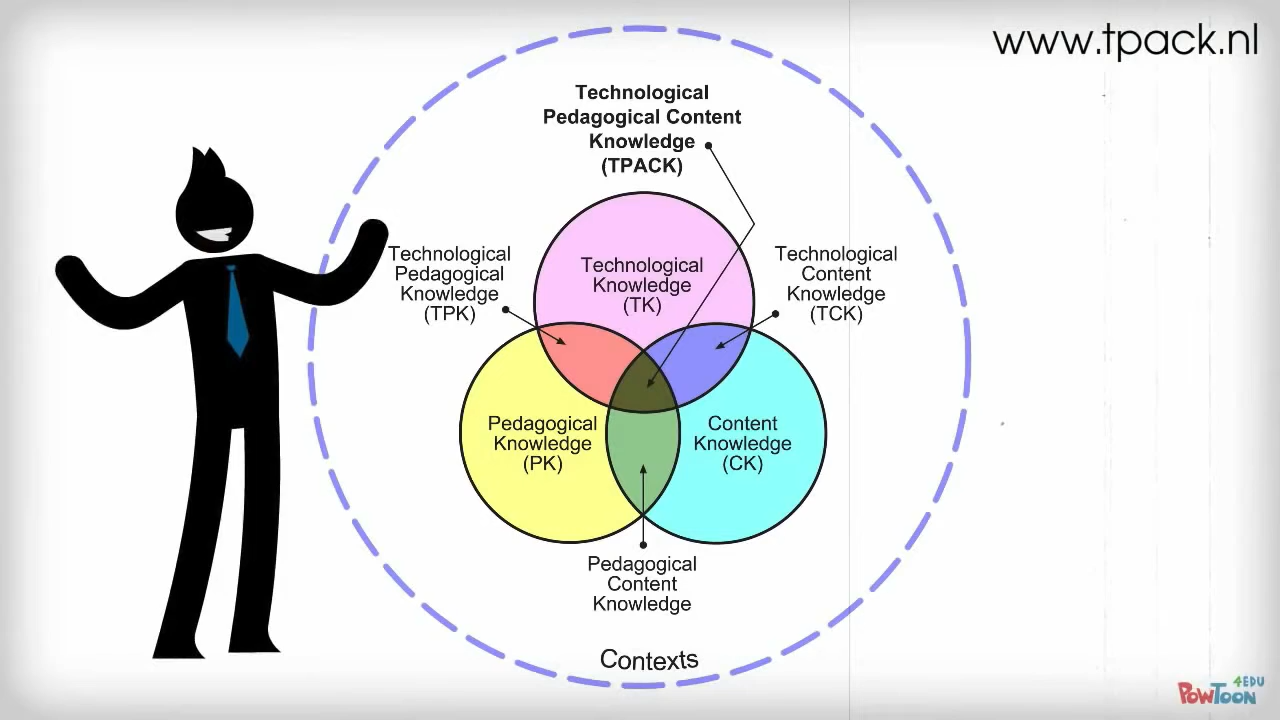 www.tpack.nl
Technological
Pedagogical Content
Knowledge
(TPACK)
Technological
Pedagogical
Knowledge
(TPK)
Technological
Knowledge
(TK)
Technological
Content
Knowledge
(TCK)
Pedagogical
Knowledge
(PK)
Content
Knowledge
(CK)
Pedagogical
Content
Knowledge
Contexts
4EDU
POWTOON